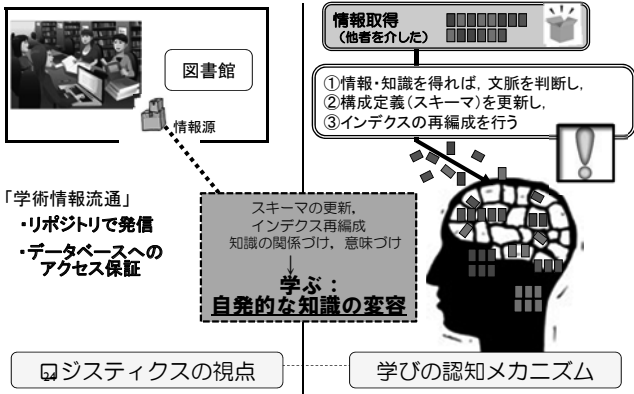 図書館
情報源
「学術情報流通」
・リポジトリで発信
・データベースへの
アクセス保証
情報取得
（他者を介した）
①情報・知識を得れば，文脈を判断し，
②構成定義（スキーマ）を更新し，
③インデクスの再編成を行う
スキーマの更新，
インデクス再編成
知識の関係づけ，意味づけ
↓
学ぶ：
自発的な知識の変容
ロジスティクスの視点
24
学びの認知メカニズム